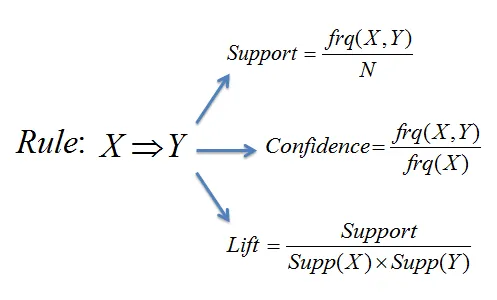 Support = frq(X,Y) / N
Rule: X ⇒ Y
Confidence = frq(X,Y) / frq(X)
Lift = Support / Supp(X) × Supp(Y)